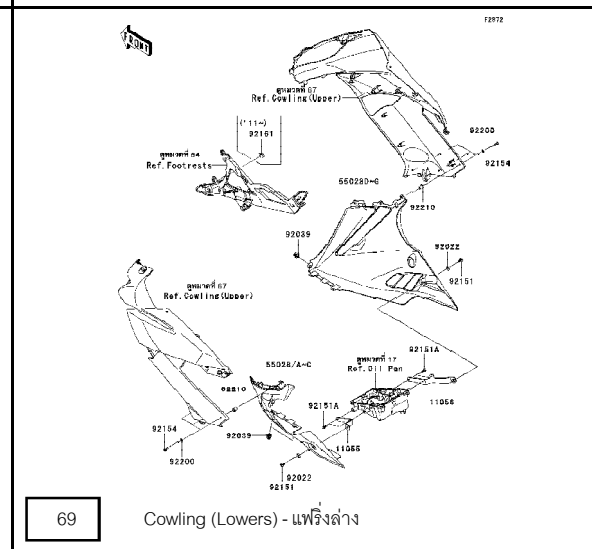 F2872
FRONT
ดูหมวดที่ 67
Ref.Cowling(Upper)
('11~)
92161
92200
92154
ดูหมวดที่ 64
Ref.Footrests
55028D~G
92210
92039
92022
92151
ดูหมวดที่ 67
Ref.Cowling(Upper)
ดูหมวดที่ 17
Ref.Oil Pan
92151A
55028/A~C
92210
92151A
11056
92154
92039
11055
92200
92022
92151
69
Cowling (Lowers) - แฟริ่งล่าง